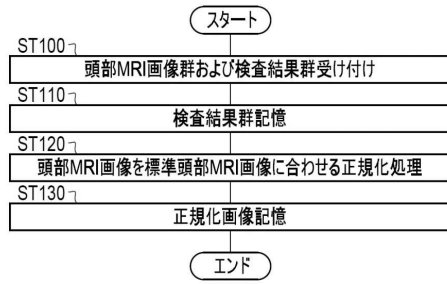 スタート
ST100
頭部MRI画像群および検査結果群受け付け
ST110
検査結果群記憶
ST120
頭部MRI画像を標準頭部MRI画像に合わせる正規化処理
ST130
正規化画像記憶
エンド